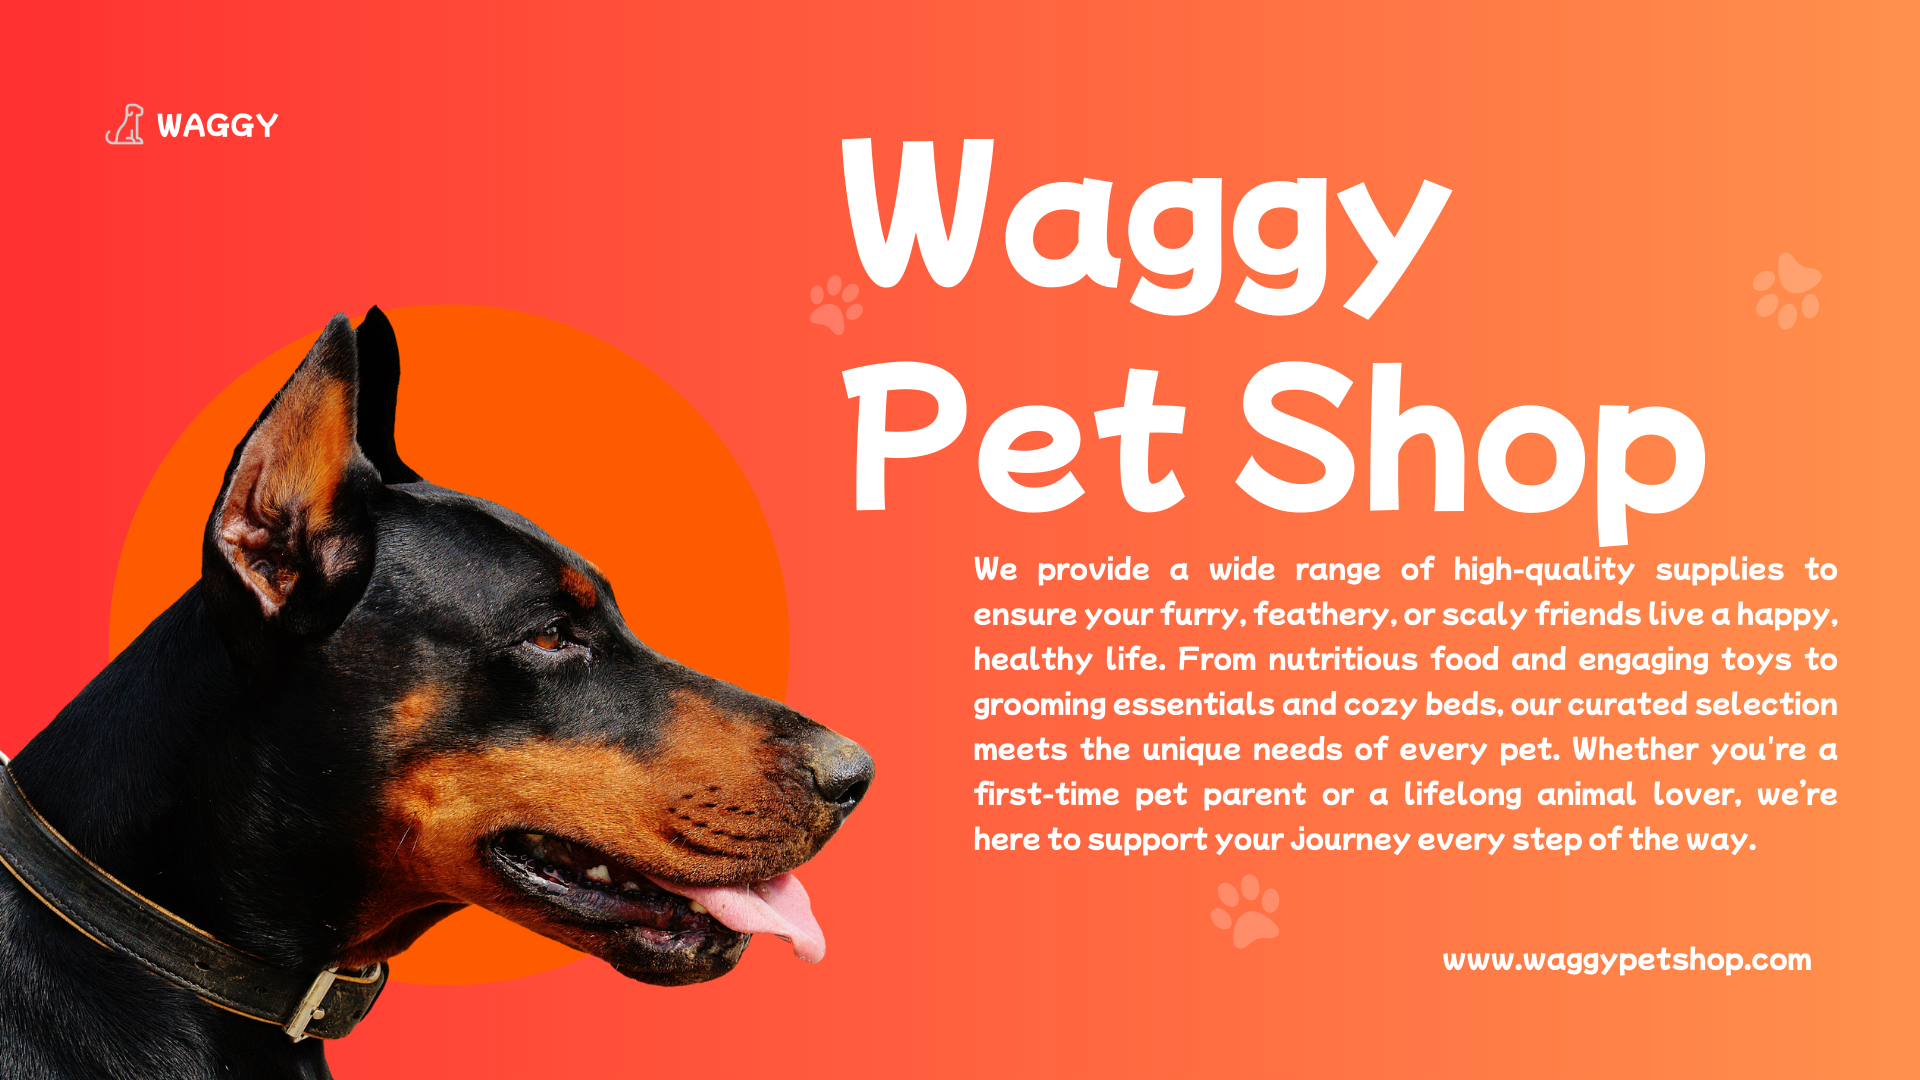 WAGGY
Waggy
Pet Shop
We provide a wide range of high-quality supplies to
ensure your furry, feathery, or scaly friends live a happy,
healthy life. From nutritious food and engaging toys to
grooming essentials and cozy beds, our curated selection
meets the unique needs of every pet. Whether you're a
first-time pet parent or a lifelong animal lover, we’re
here to support your journey every step of the way.
www.waggypetshop.com